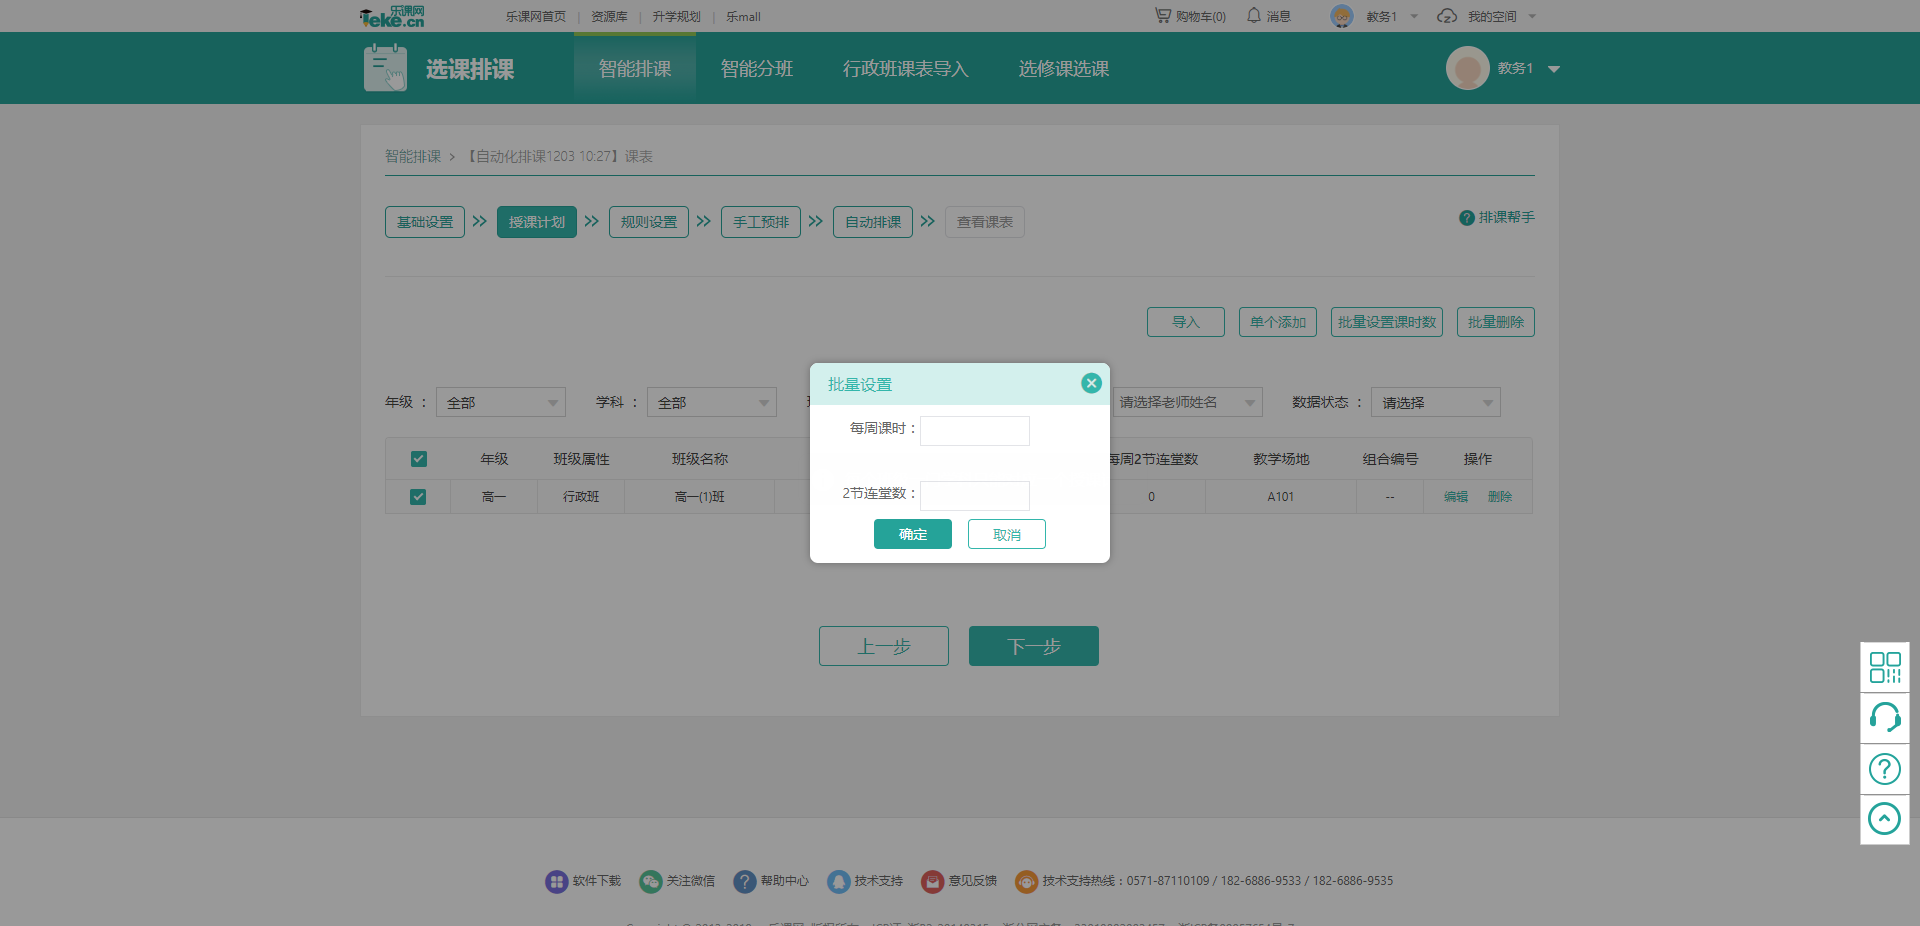 乐课网
leke.cn
乐课网首页 | 资源库 | 升学规划 | 乐mall
购物车(0) 消息 教务1 我的空间
选课排课 智能排课 智能分班 行政班课表导入 选修课选课 教务1
智能排课 > 【自动化排课1203 10:27】课表
基础设置 >> 授课计划 >> 规则设置 >> 手工预排 >> 自动排课 >> 查看课表
? 排课帮手
导入 单个添加 批量设置课时数 批量删除
年级 : 全部 学科 : 全部 请选择老师姓名 数据状态 : 请选择
年级 班级属性 班级名称 每周2节连堂数 教学场地 组合编号 操作
高一 行政班 高一(1)班 0 A101 -- 编辑 删除
批量设置
每周课时：
2节连堂数：
确定 取消
上一步 下一步
软件下载 关注微信 帮助中心 技术支持 意见反馈 技术支持热线：0571-87110109 / 182-6886-9533 / 182-6886-9535